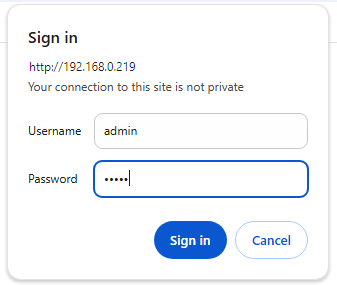 Sign in
http://192.168.0.219
Your connection to this site is not private
Username admin
Password •••••
Sign in Cancel